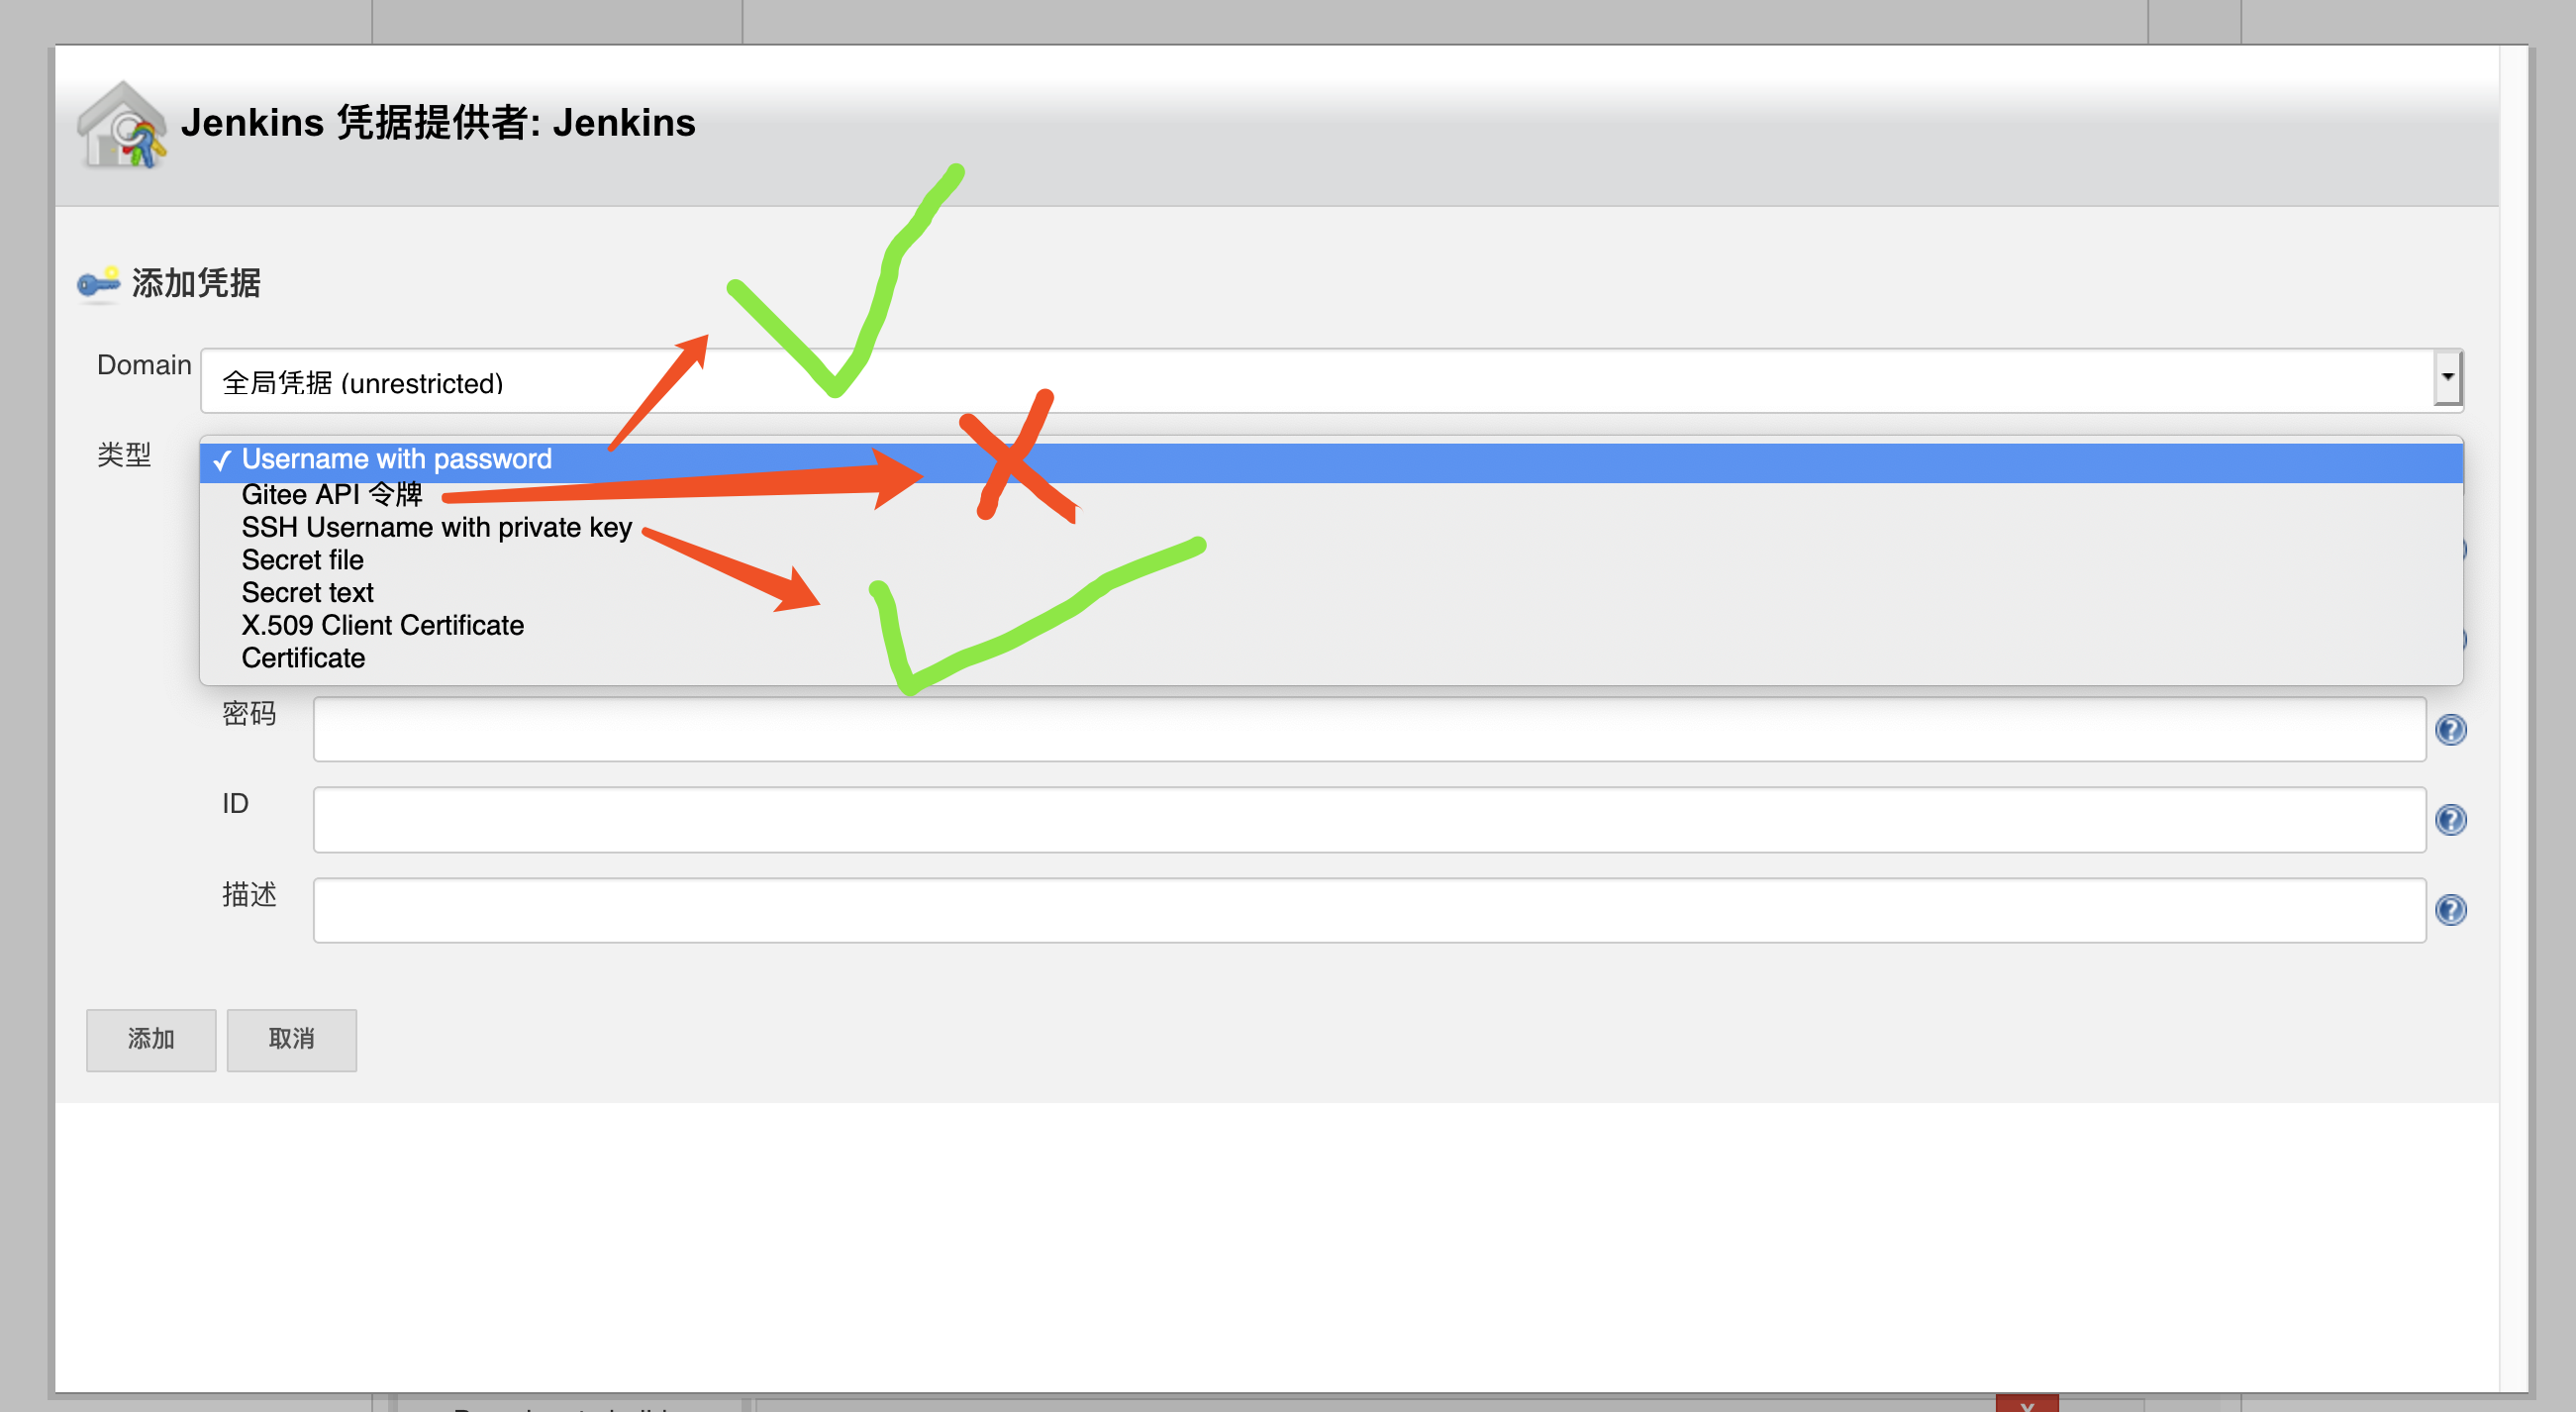 Jenkins 凭据提供者: Jenkins
添加凭据
Domain
全局凭据 (unrestricted)
类型
✓ Username with password
Gitee API 令牌
SSH Username with private key
Secret file
Secret text
X.509 Client Certificate
Certificate
密码
ID
描述
添加
取消
X